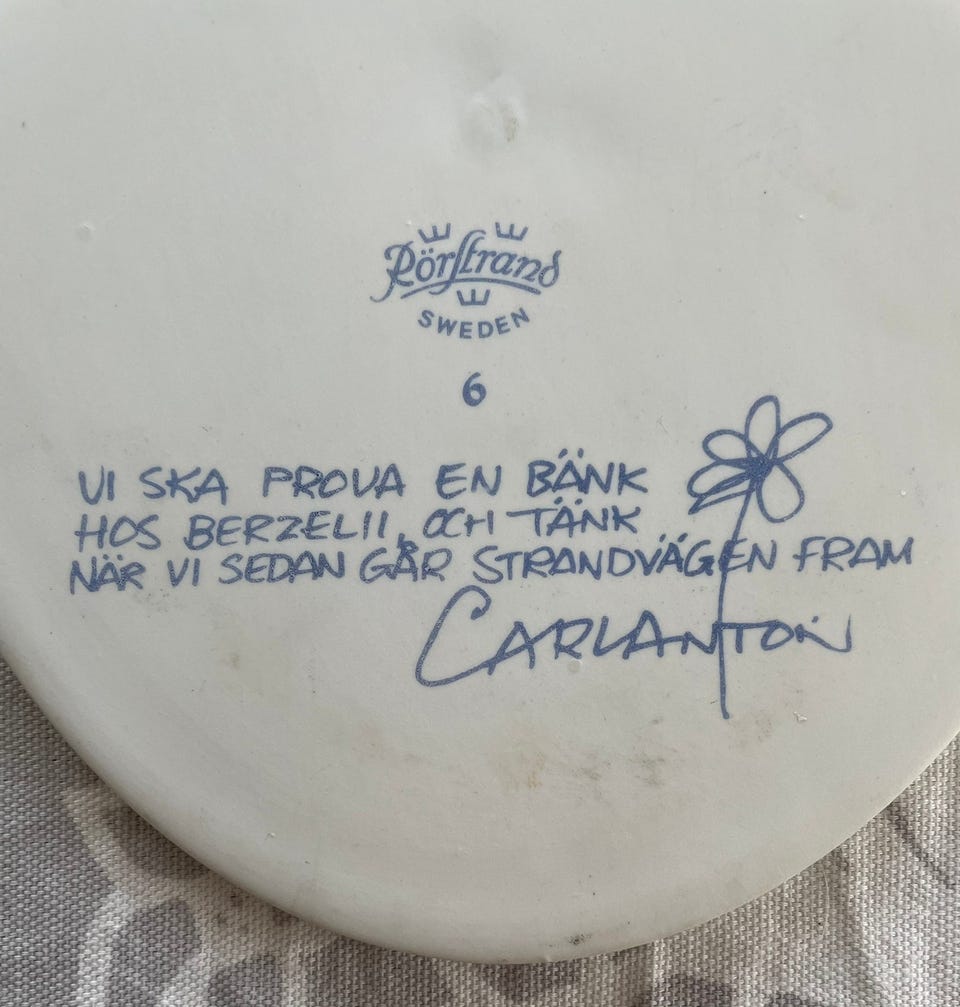 Rörstrand
SWEDEN
6
VI SKA PROVA EN BÄNK
HOS BERZELII, OCH TÄNK
NÄR VI SEDAN GÅR STRANDVÄGEN FRAM
CARLANTON